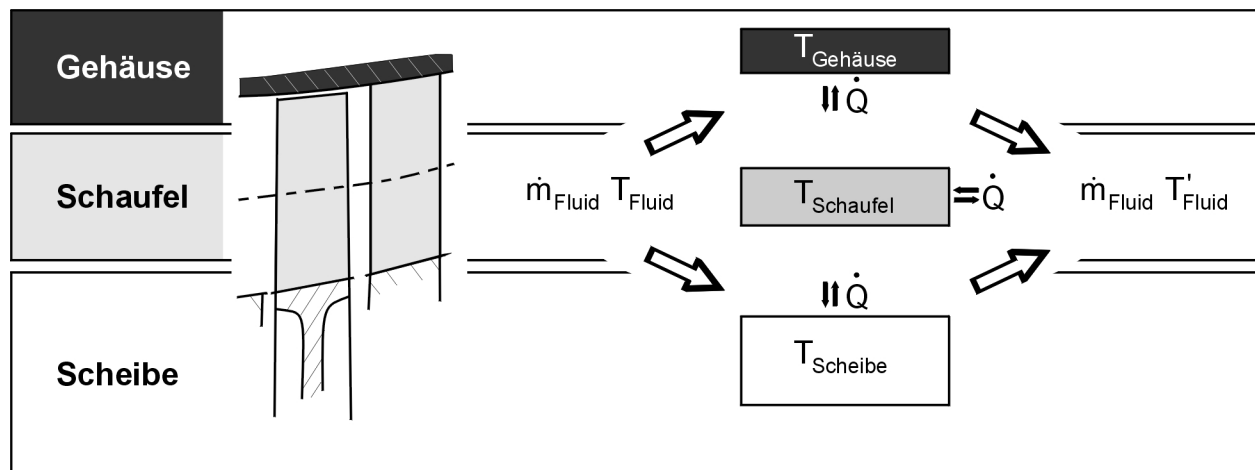 Gehäuse
T_Gehäuse
Q̇
Schaufel
ṁ_Fluid T_Fluid
T_Schaufel
Q̇
ṁ_Fluid T'_Fluid
Q̇
Scheibe
T_Scheibe